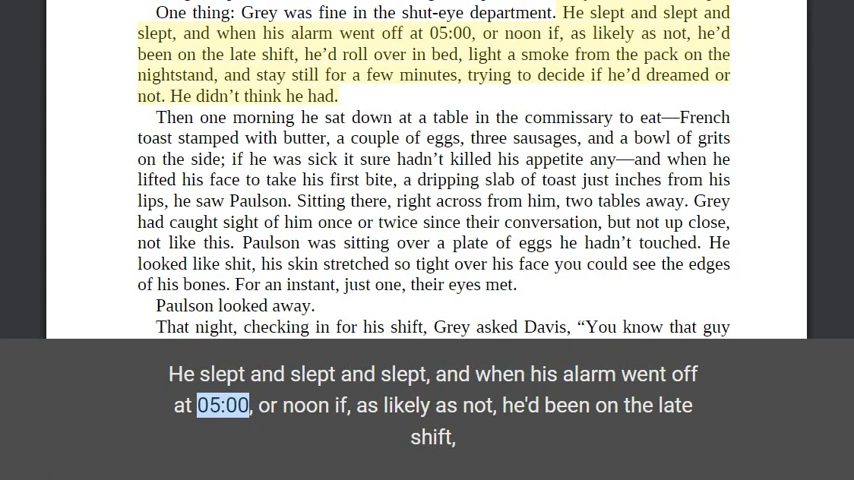 One thing: Grey was fine in the shut-eye department. He slept and slept and
slept, and when his alarm went off at 05:00, or noon if, as likely as not, he’d
been on the late shift, he’d roll over in bed, light a smoke from the pack on the
nightstand, and stay still for a few minutes, trying to decide if he’d dreamed or
not. He didn’t think he had.
Then one morning he sat down at a table in the commissary to eat—French
toast stamped with butter, a couple of eggs, three sausages, and a bowl of grits
on the side; if he was sick it sure hadn’t killed his appetite any—and when he
lifted his face to take his first bite, a dripping slab of toast just inches from his
lips, he saw Paulson. Sitting there, right across from him, two tables away. Grey
had caught sight of him once or twice since their conversation, but not up close,
not like this. Paulson was sitting over a plate of eggs he hadn’t touched. He
looked like shit, his skin stretched so tight over his face you could see the edges
of his bones. For an instant, just one, their eyes met.
Paulson looked away.
That night, checking in for his shift, Grey asked Davis, “You know that guy
He slept and slept and slept, and when his alarm went off
at 05:00, or noon if, as likely as not, he'd been on the late
shift,